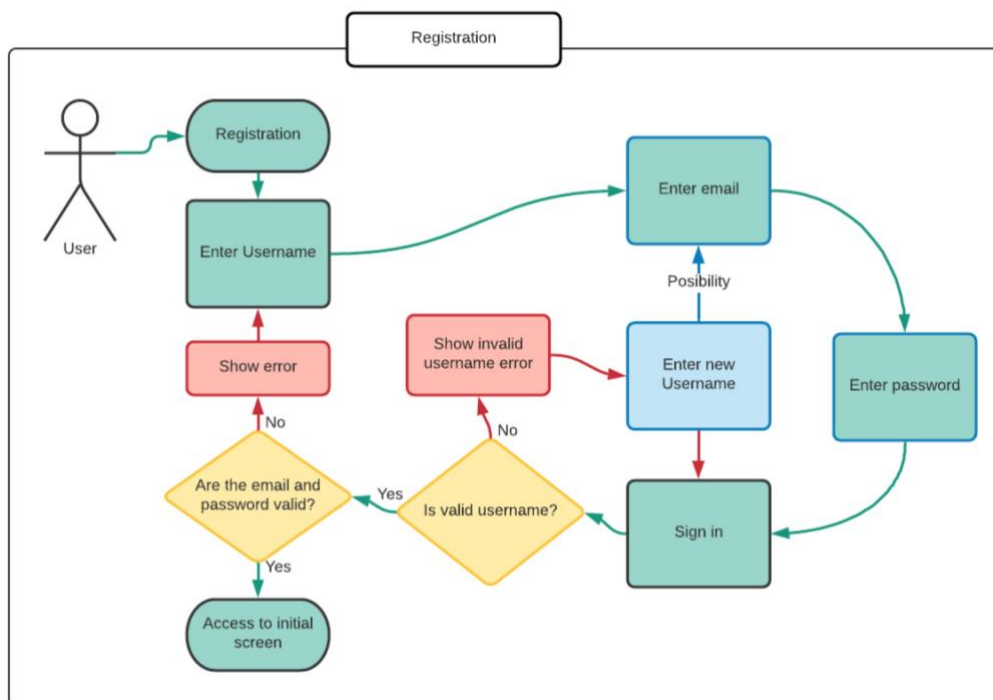 Registration
Registration
User
Enter Username
Enter email
Posibility
Show error
Show invalid
username error
Enter new
Username
Enter password
No
No
Are the email and
password valid?
Yes
Is valid username?
Sign in
Yes
Access to initial
screen